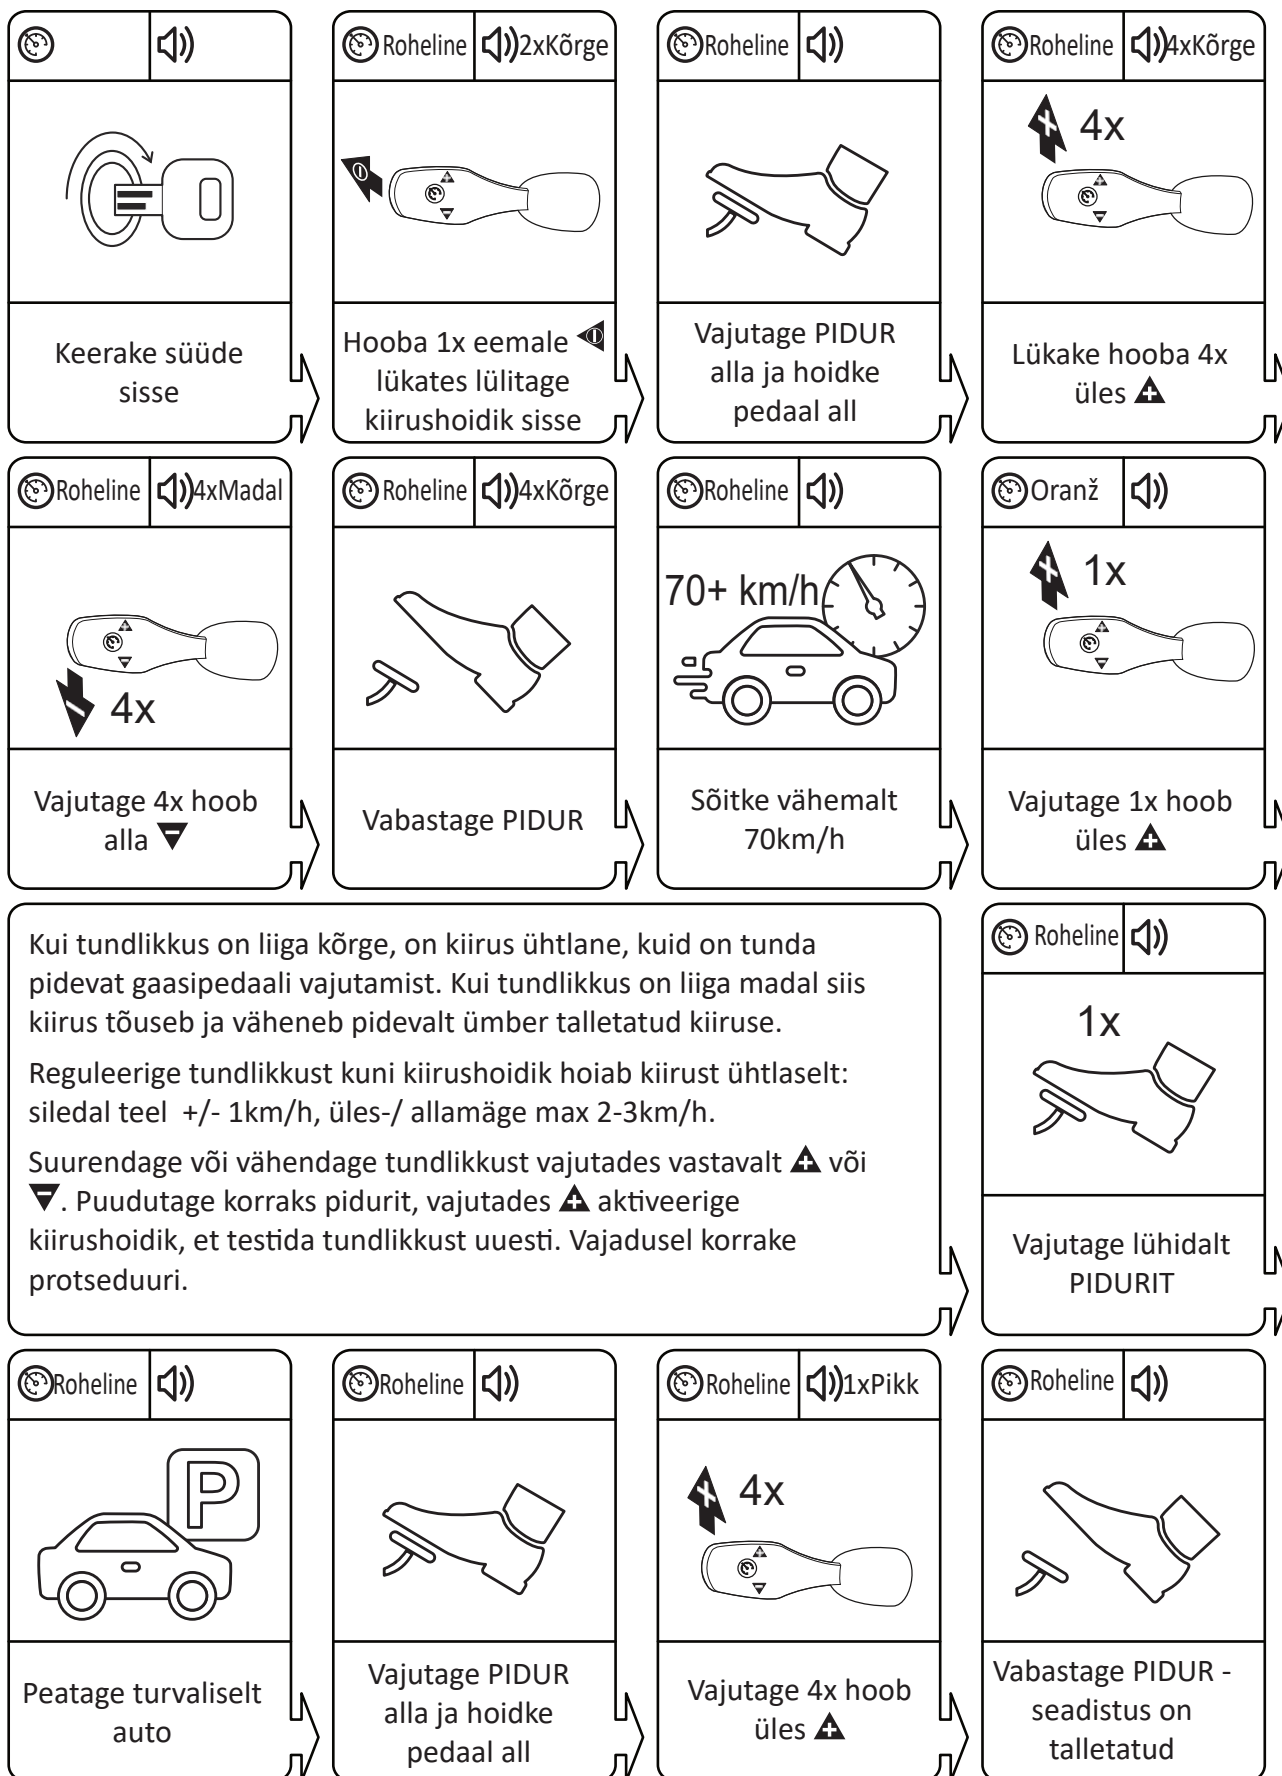 Roheline 2xKõrge Roheline Roheline 4xKõrge
4x
Keerake süüde
sisse
Hooba 1x eemale
lükates lülitage
kiirushoidik sisse
Vajutage PIDUR
alla ja hoidke
pedaal all
Lükake hooba 4x
üles +
Roheline 4xMadal Roheline 4xKõrge Roheline Oranž
4x
70+ km/h
1x
Vajutage 4x hoob
alla −
Vabastage PIDUR
Sõitke vähemalt
70km/h
Vajutage 1x hoob
üles +
Kui tundlikkus on liiga kõrge, on kiirus ühtlane, kuid on tunda
pidevat gaasipedaali vajutamist. Kui tundlikkus on liiga madal siis
kiirus tõuseb ja väheneb pidevalt ümber talletatud kiiruse.
Reguleerige tundlikkust kuni kiirushoidik hoiab kiirust ühtlaselt:
siledal teel +/- 1km/h, üles-/ allamäge max 2-3km/h.
Suurendage või vähendage tundlikkust vajutades vastavalt + või
−. Puudutage korraks pidurit, vajutades + aktiveerige
kiirushoidik, et testida tundlikkust uuesti. Vajadusel korrake
protseduuri.
Roheline
1x
Vajutage lühidalt
PIDURIT
Roheline Roheline Roheline 1xPikk Roheline
P
4x
Peatage turvaliselt
auto
Vajutage PIDUR
alla ja hoidke
pedaal all
Vajutage 4x hoob
üles +
Vabastage PIDUR -
seadistus on
talletatud